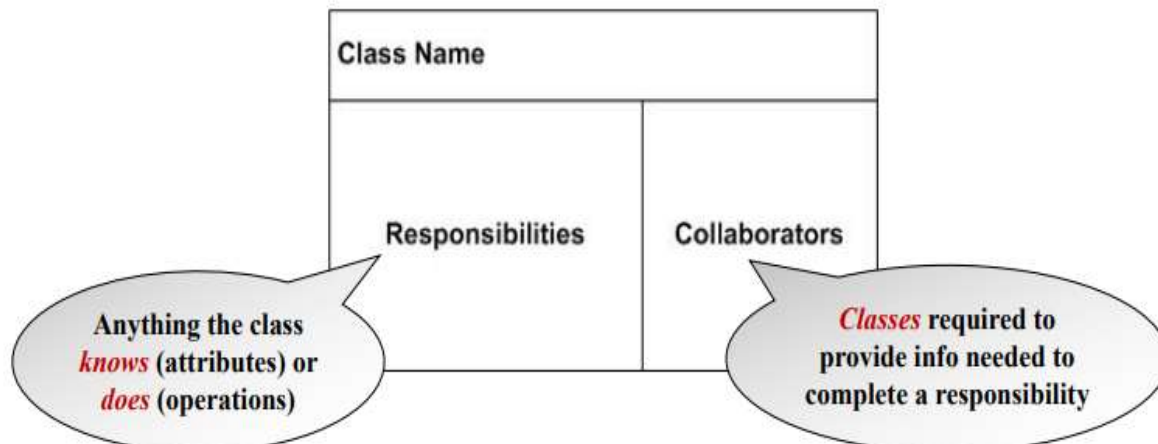 Class Name
Responsibilities
Collaborators
Anything the class
knows (attributes) or
does (operations)
Classes required to
provide info needed to
complete a responsibility